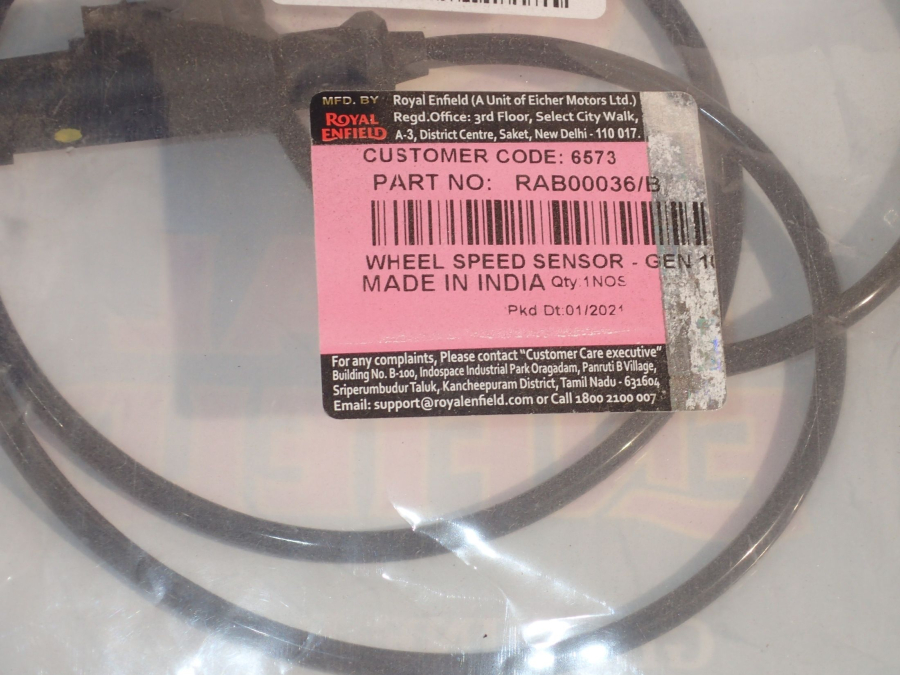 MFD. BY
ROYAL
ENFIELD
Royal Enfield (A Unit of Eicher Motors Ltd.)
Regd.Office: 3rd Floor, Select City Walk,
A-3, District Centre, Saket, New Delhi - 110 017.
CUSTOMER CODE: 6573
PART NO: RAB00036/B
WHEEL SPEED SENSOR - GEN 10
MADE IN INDIA Qty:1NOS
Pkd Dt:01/2021
For any complaints, Please contact "Customer Care executive"
Building No. B-100, Indospace Industrial Park Oragadam, Panruti B Village,
Sriperumbudur Taluk, Kancheepuram District, Tamil Nadu - 631604,
Email: support@royalenfield.com or Call 1800 2100 007